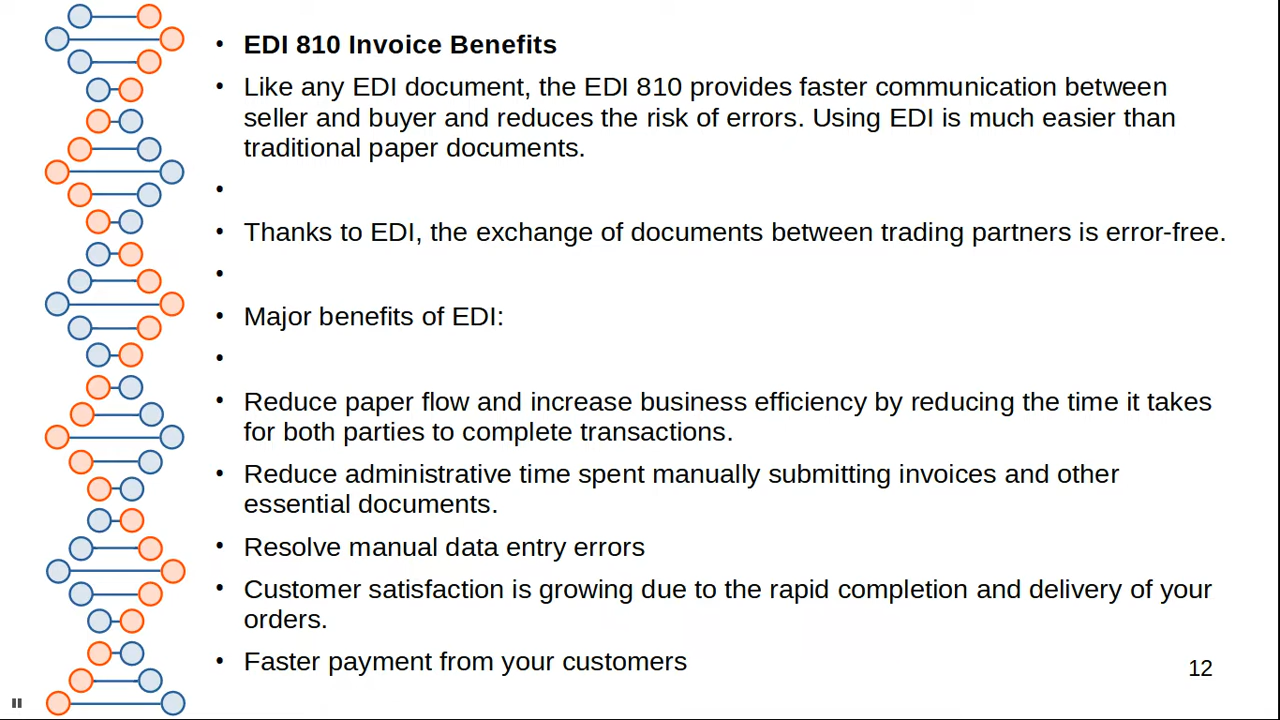 • EDI 810 Invoice Benefits
• Like any EDI document, the EDI 810 provides faster communication between
seller and buyer and reduces the risk of errors. Using EDI is much easier than
traditional paper documents.
•
• Thanks to EDI, the exchange of documents between trading partners is error-free.
•
• Major benefits of EDI:
•
• Reduce paper flow and increase business efficiency by reducing the time it takes
for both parties to complete transactions.
• Reduce administrative time spent manually submitting invoices and other
essential documents.
• Resolve manual data entry errors
• Customer satisfaction is growing due to the rapid completion and delivery of your
orders.
• Faster payment from your customers
12